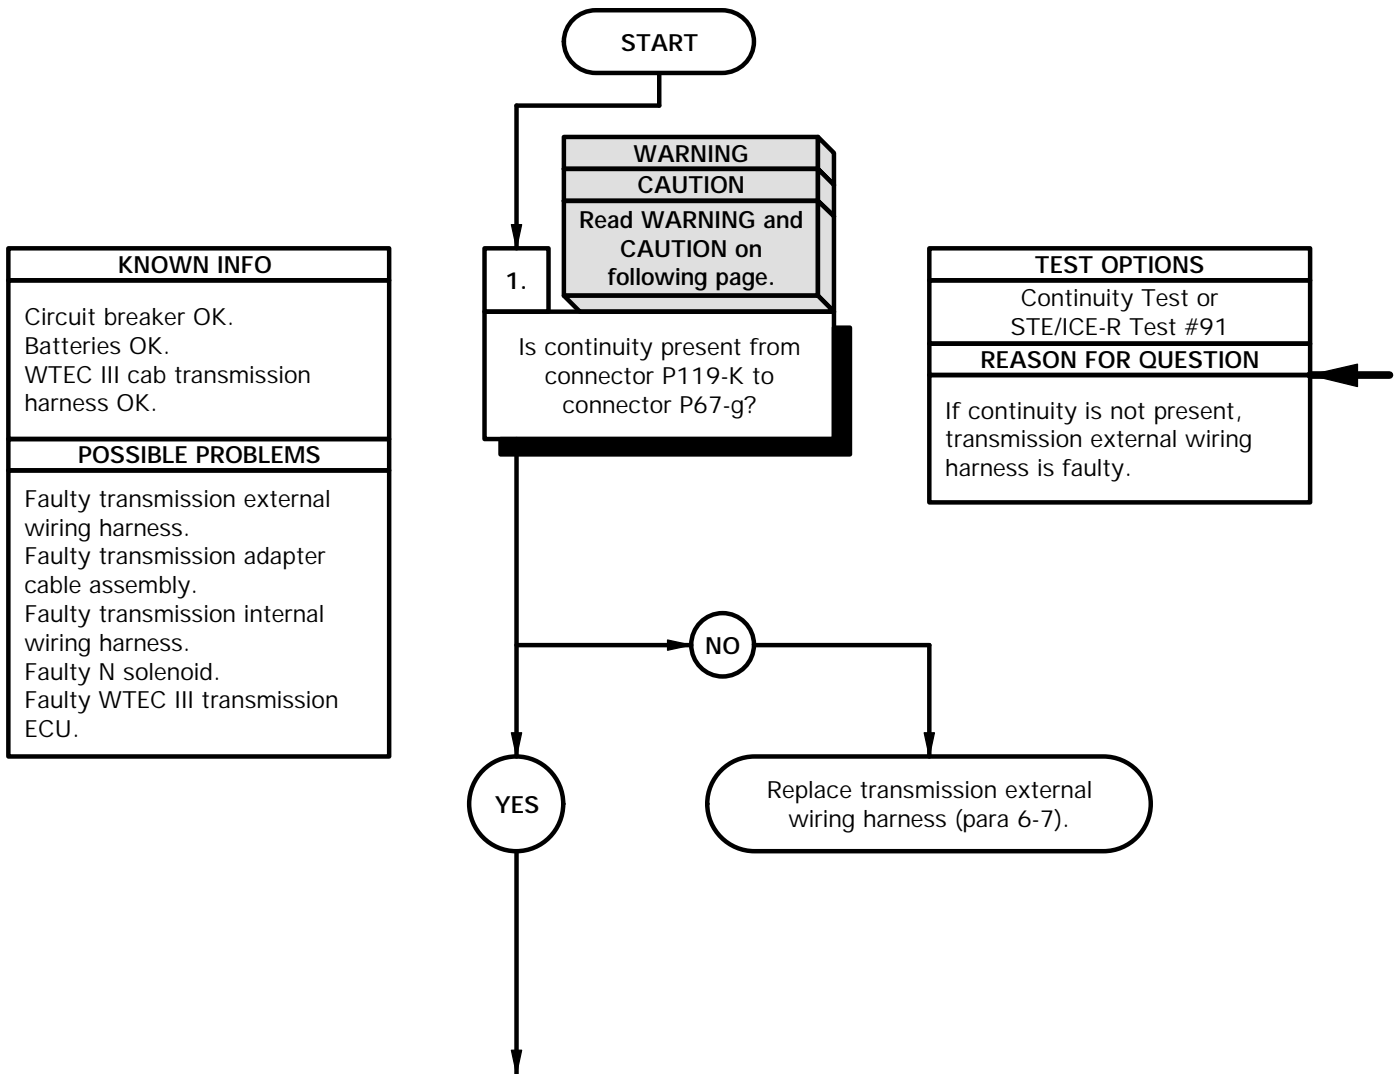 START
WARNING
CAUTION
Read WARNING and
CAUTION on
following page.
KNOWN INFO
Circuit breaker OK.
Batteries OK.
WTEC III cab transmission
harness OK.
POSSIBLE PROBLEMS
Faulty transmission external
wiring harness.
Faulty transmission adapter
cable assembly.
Faulty transmission internal
wiring harness.
Faulty N solenoid.
Faulty WTEC III transmission
ECU.
1.
Is continuity present from
connector P119-K to
connector P67-g?
TEST OPTIONS
Continuity Test or
STE/ICE-R Test #91
REASON FOR QUESTION
If continuity is not present,
transmission external wiring
harness is faulty.
NO
YES
Replace transmission external
wiring harness (para 6-7).